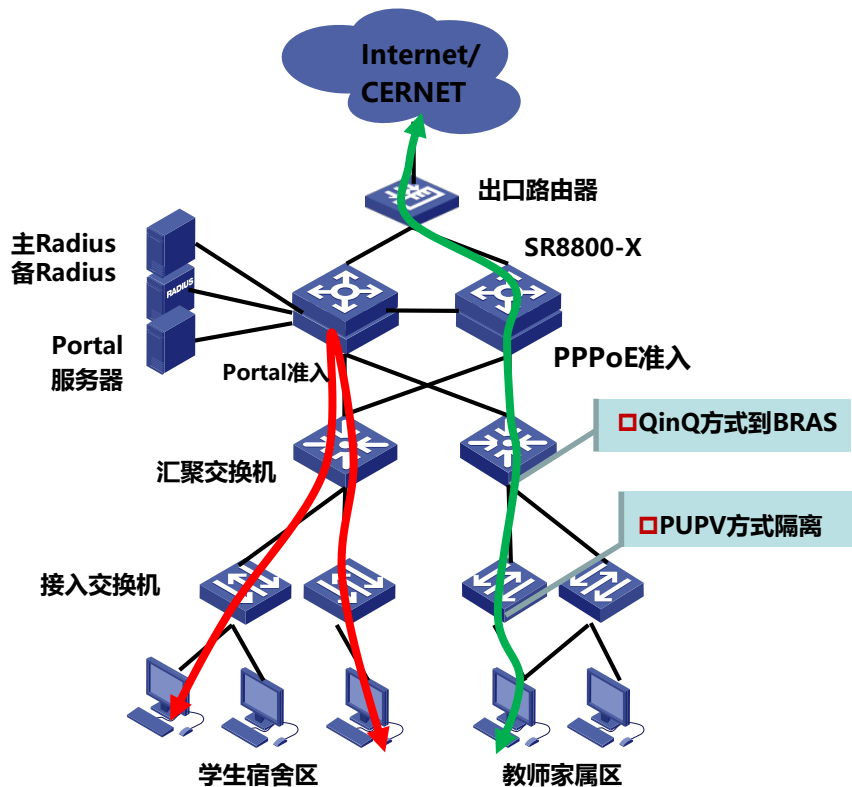 Internet/
CERNET
出口路由器
SR8800-X
主Radius
备Radius
RADIUS
Portal
服务器
Portal准入
PPPoE准入
QinQ方式到BRAS
汇聚交换机
PUPV方式隔离
接入交换机
学生宿舍区
教师家属区